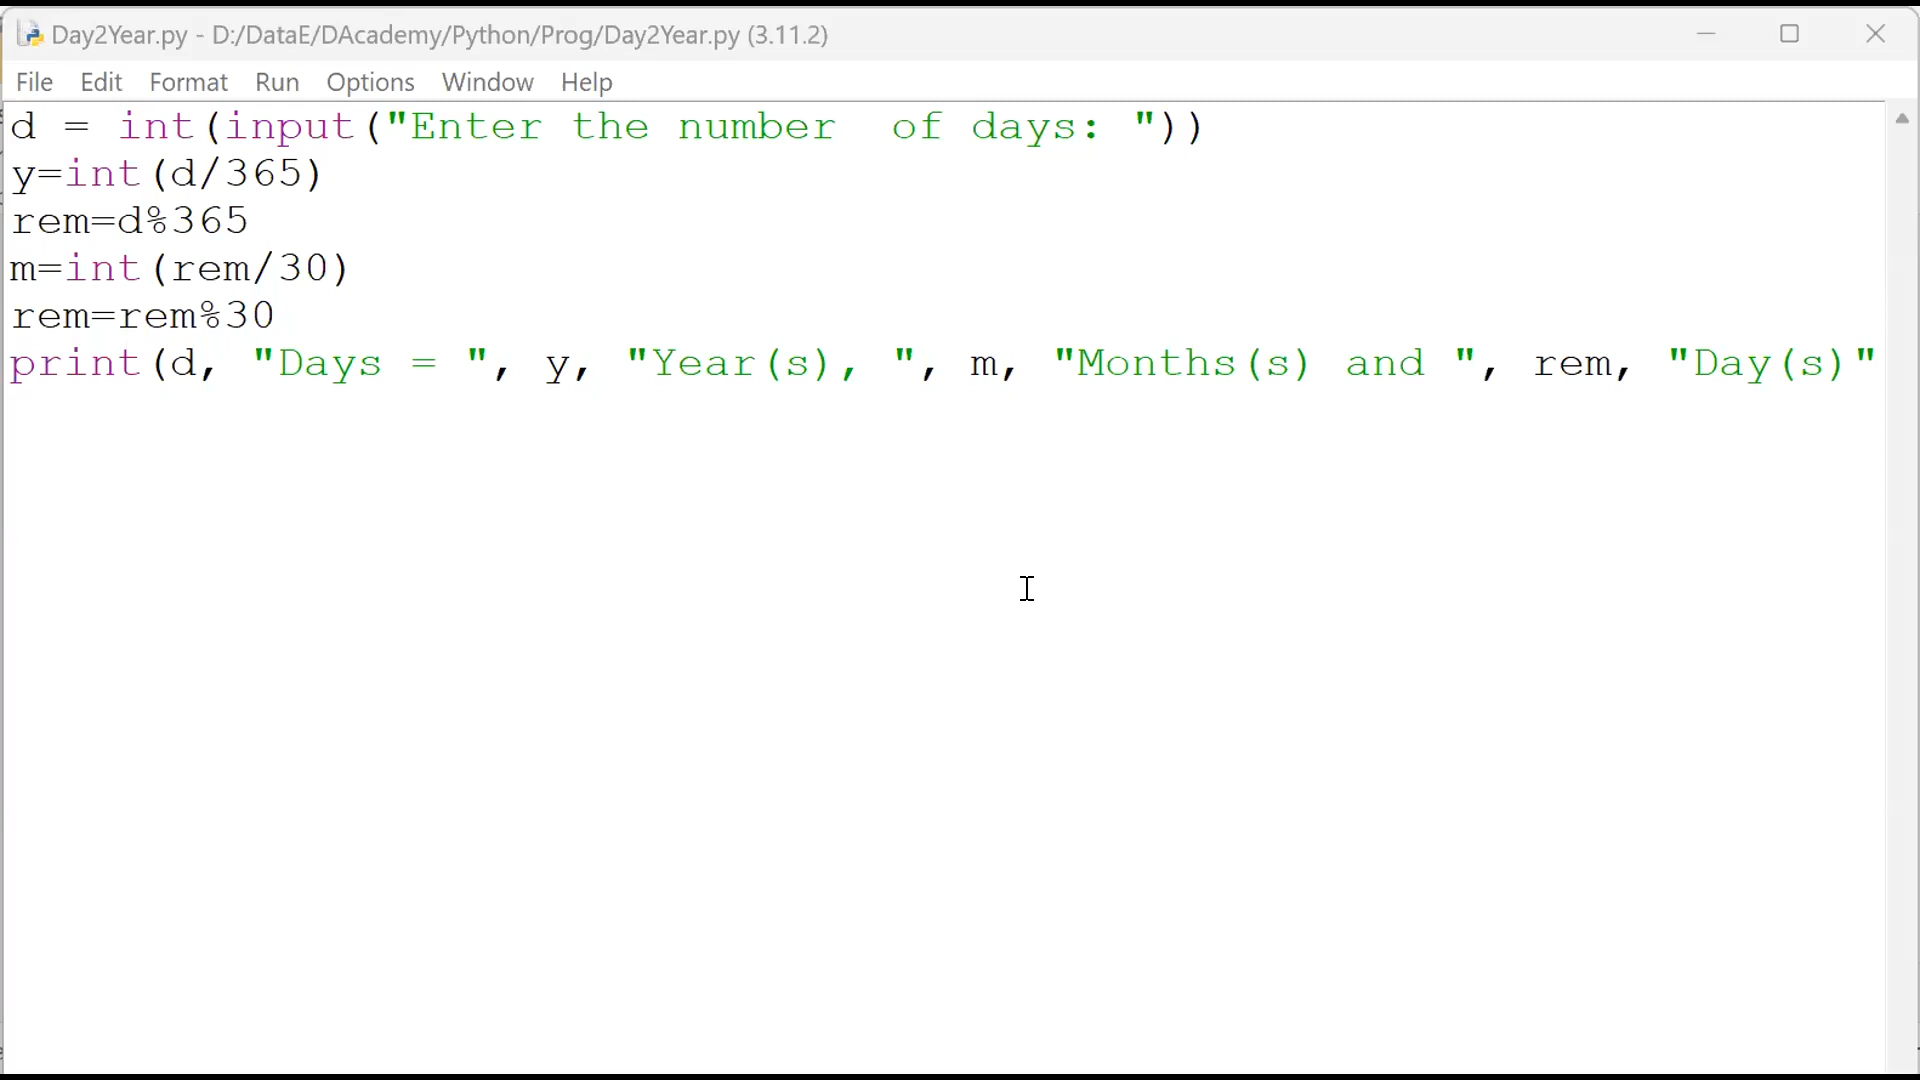 Day2Year.py - D:/DataE/DAcademy/Python/Prog/Day2Year.py (3.11.2)
File Edit Format Run Options Window Help
d = int(input("Enter the number  of days: "))
y=int(d/365)
rem=d%365
m=int(rem/30)
rem=rem%30
print(d, "Days = ", y, "Year(s), ", m, "Months(s) and ", rem, "Day(s)"